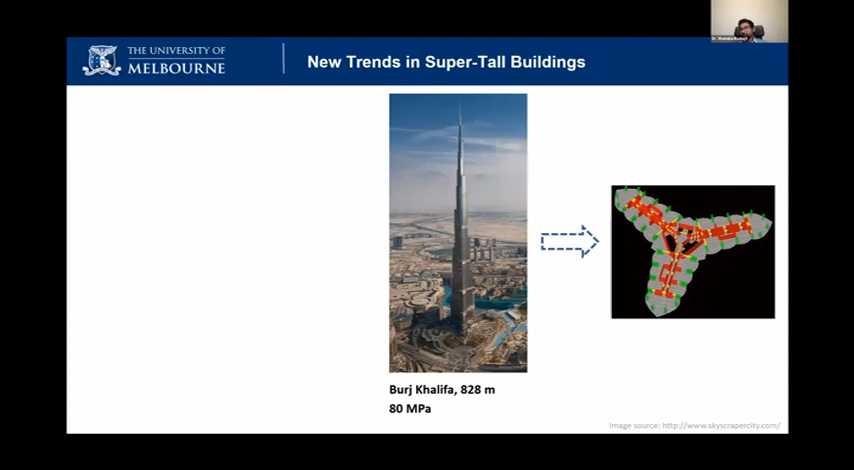 THE UNIVERSITY OF
MELBOURNE
New Trends in Super-Tall Buildings
Burj Khalifa, 828 m
80 MPa
Image source: http://www.skyscrapercity.com/